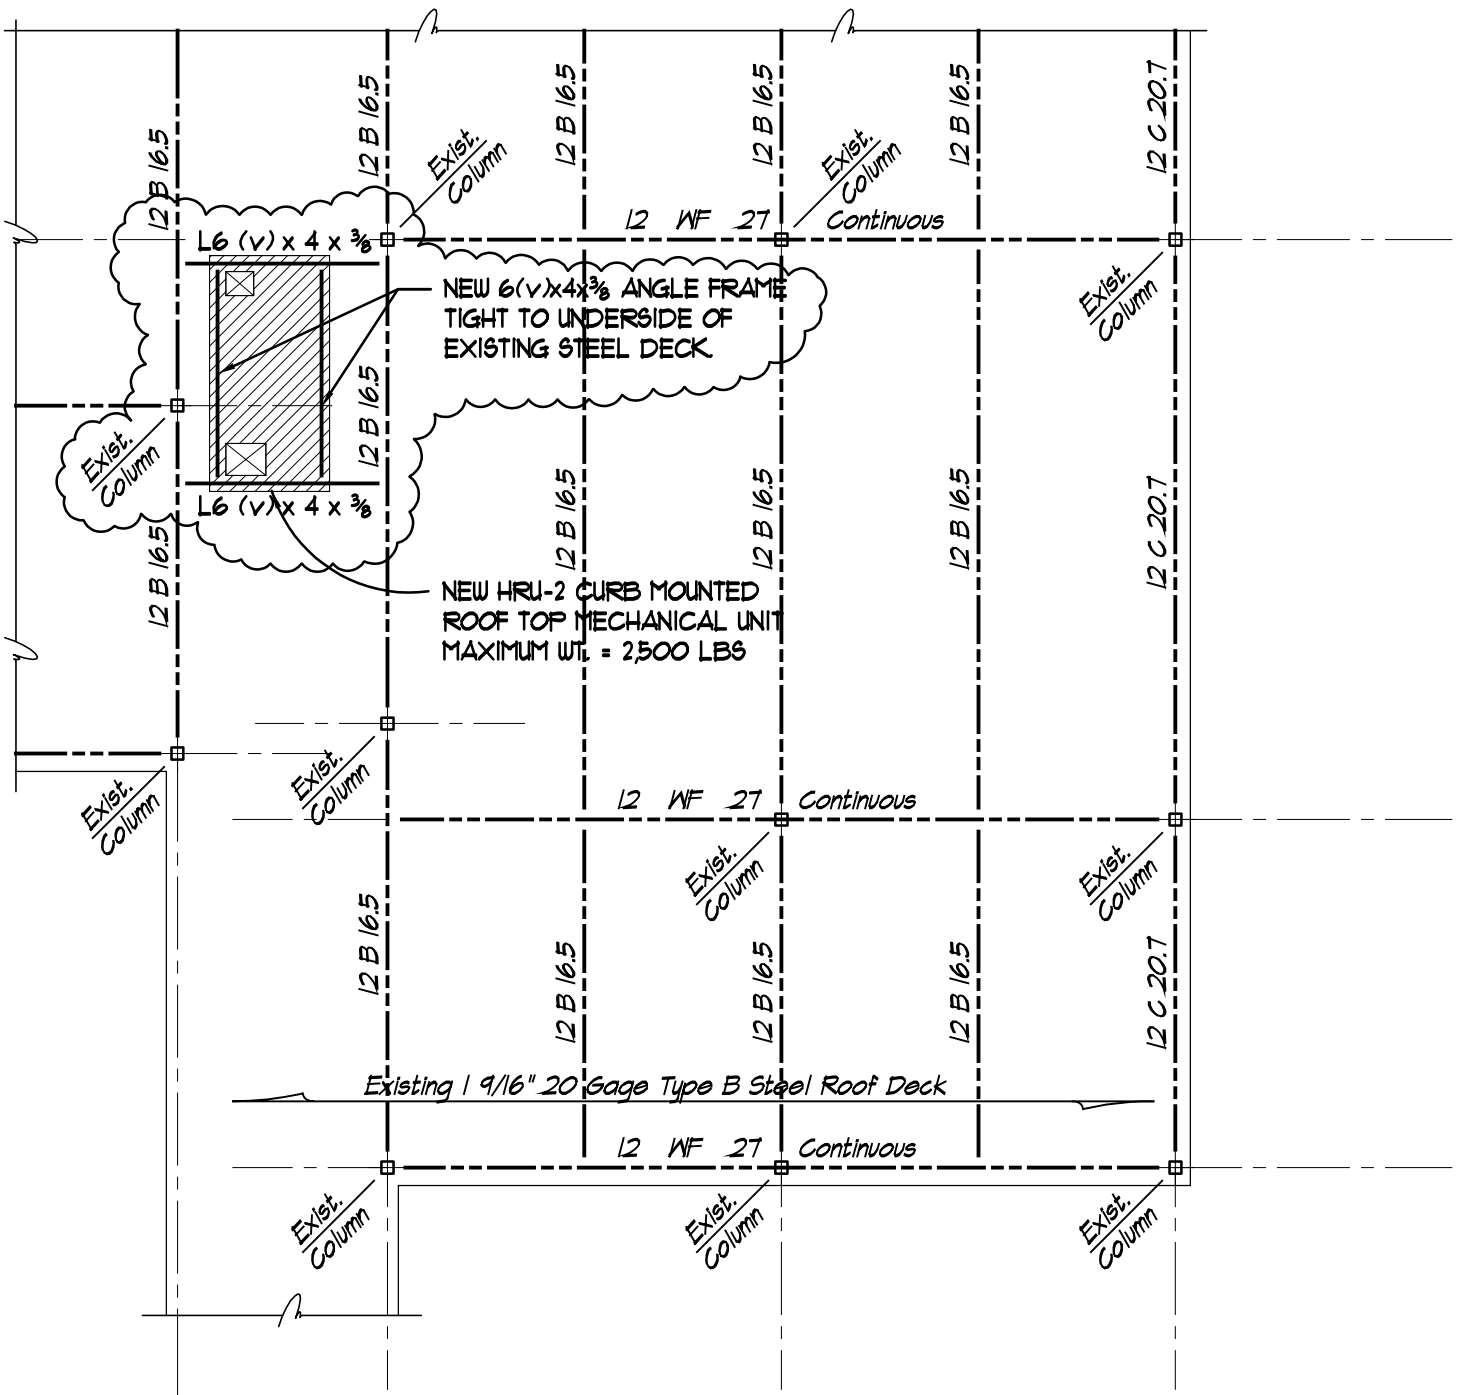 12 B 16.5
12 B 16.5
12 B 16.5
12 B 16.5
12 B 16.5
12 C 20.7
Exist.
Column
Exist.
Column
12 WF 27 Continuous
L6 (v) x 4 x 3/8
NEW 6(v)x4x3/8 ANGLE FRAME
TIGHT TO UNDERSIDE OF
EXISTING STEEL DECK.
Exist.
Column
12 B 16.5
Exist.
Column
L6 (v) x 4 x 3/8
12 B 16.5
12 B 16.5
12 B 16.5
12 B 16.5
12 C 20.7
NEW HRU-2 CURB MOUNTED
ROOF TOP MECHANICAL UNIT
MAXIMUM WT. = 2,500 LBS
Exist.
Column
Exist.
Column
12 WF 27 Continuous
Exist.
Column
Exist.
Column
12 B 16.5
12 B 16.5
12 B 16.5
12 B 16.5
12 C 20.7
Existing 1 9/16" 20 Gage Type B Steel Roof Deck
12 WF 27 Continuous
Exist.
Column
Exist.
Column
Exist.
Column